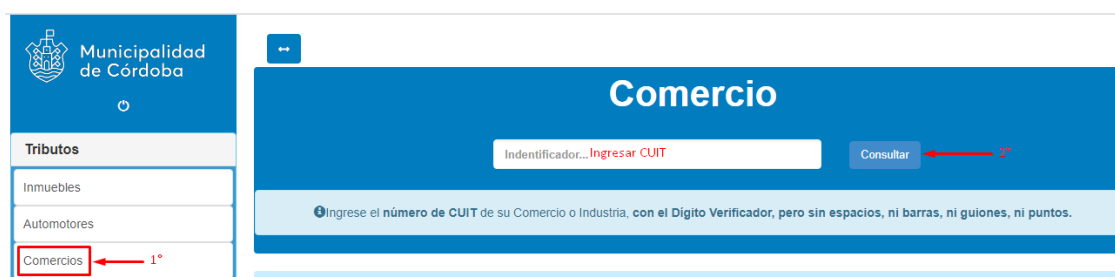 Municipalidad
de Córdoba
Tributos
Inmuebles
Automotores
Comercios 1°
Comercio
Indentificador... Ingresar CUIT
Consultar 2°
Ingrese el número de CUIT de su Comercio o Industria, con el Dígito Verificador, pero sin espacios, ni barras, ni guiones, ni puntos.